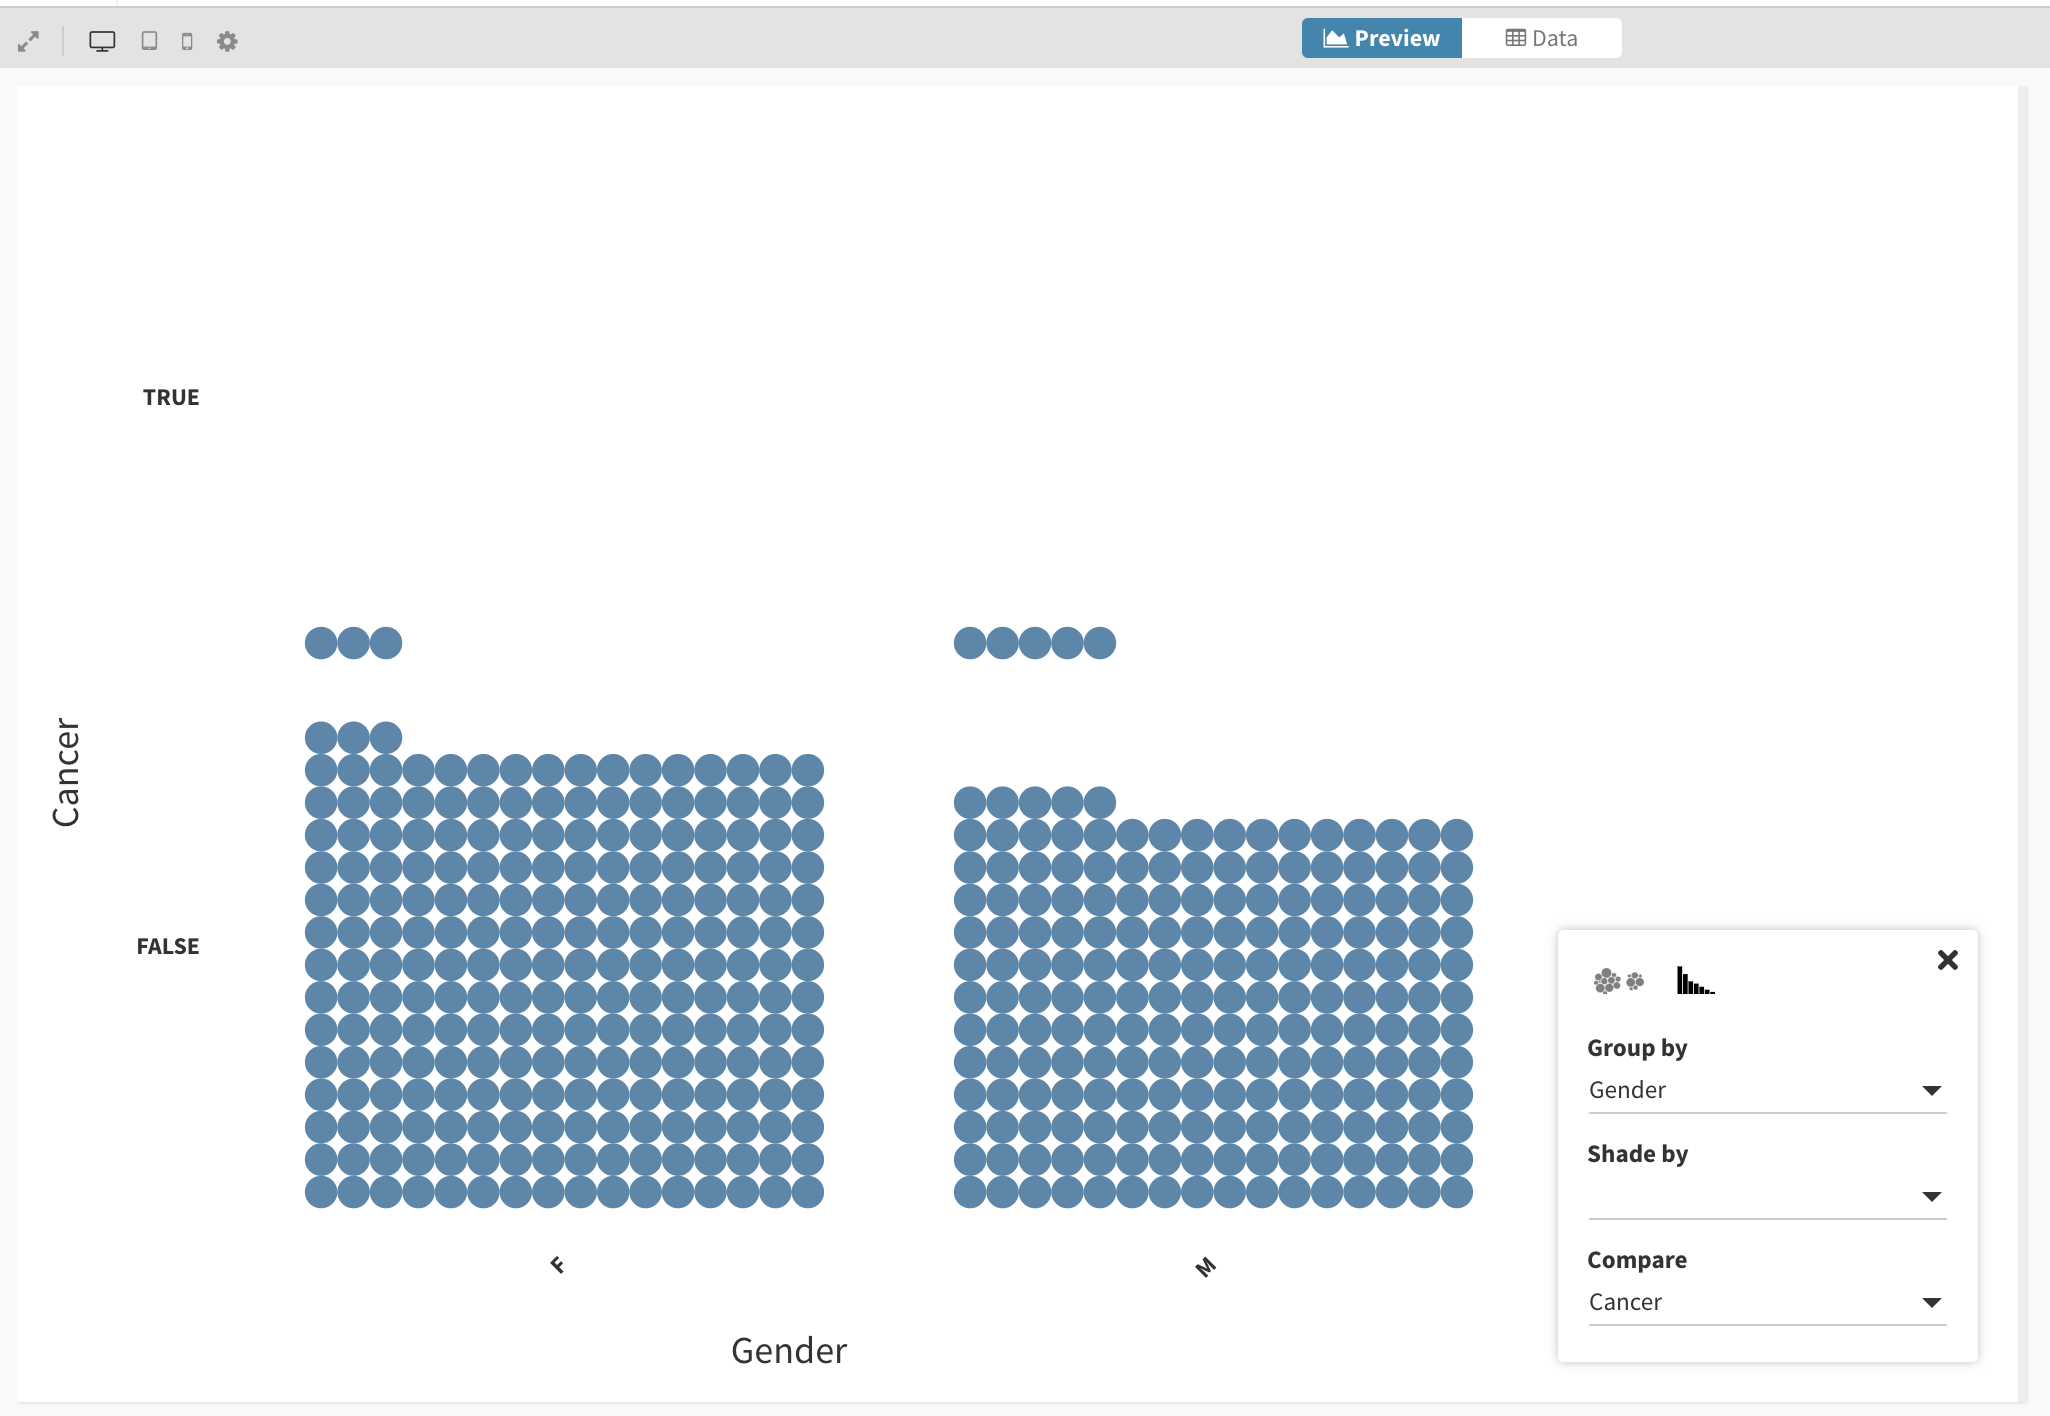 Preview
Data
TRUE
Cancer
FALSE
F
M
Gender
Group by
Gender
Shade by
Compare
Cancer